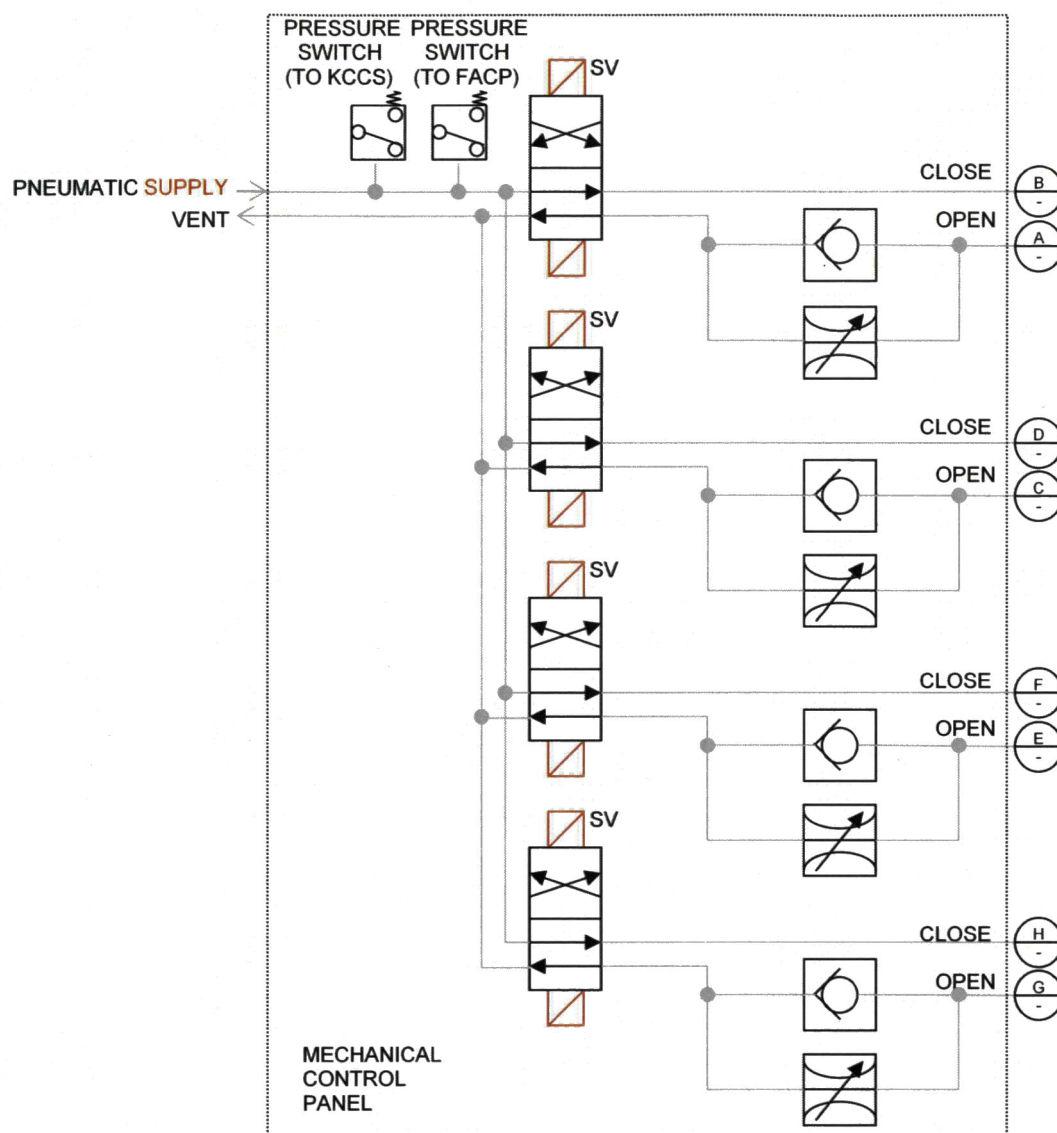 PRESSURE
SWITCH
(TO KCCS)
PRESSURE
SWITCH
(TO FACP)
SV
PNEUMATIC SUPPLY
VENT
CLOSE
B
-
OPEN
A
-
SV
CLOSE
D
-
OPEN
C
-
SV
CLOSE
F
-
OPEN
E
-
SV
CLOSE
H
-
OPEN
G
-
MECHANICAL
CONTROL
PANEL